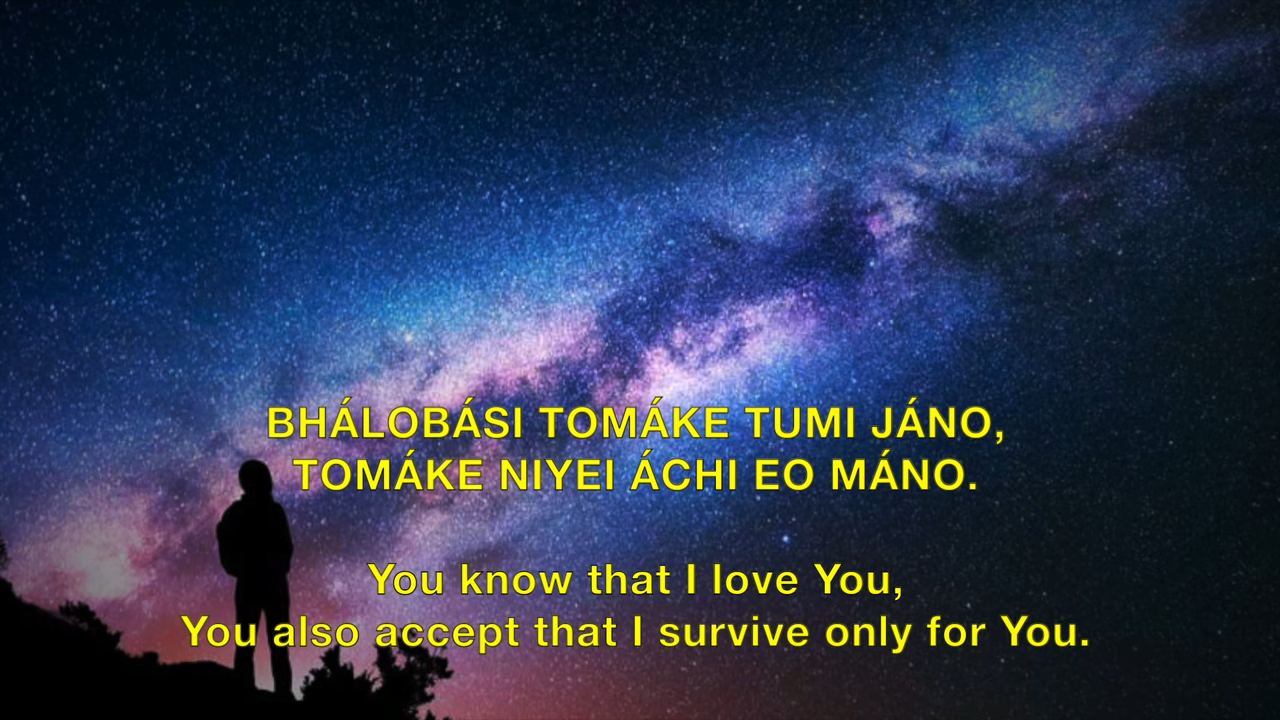 BHÁLOBÁSI TOMÁKE TUMI JÁNO,
TOMÁKE NIYEI ÁCHI EO MÁNO.
You know that I love You,
You also accept that I survive only for You.